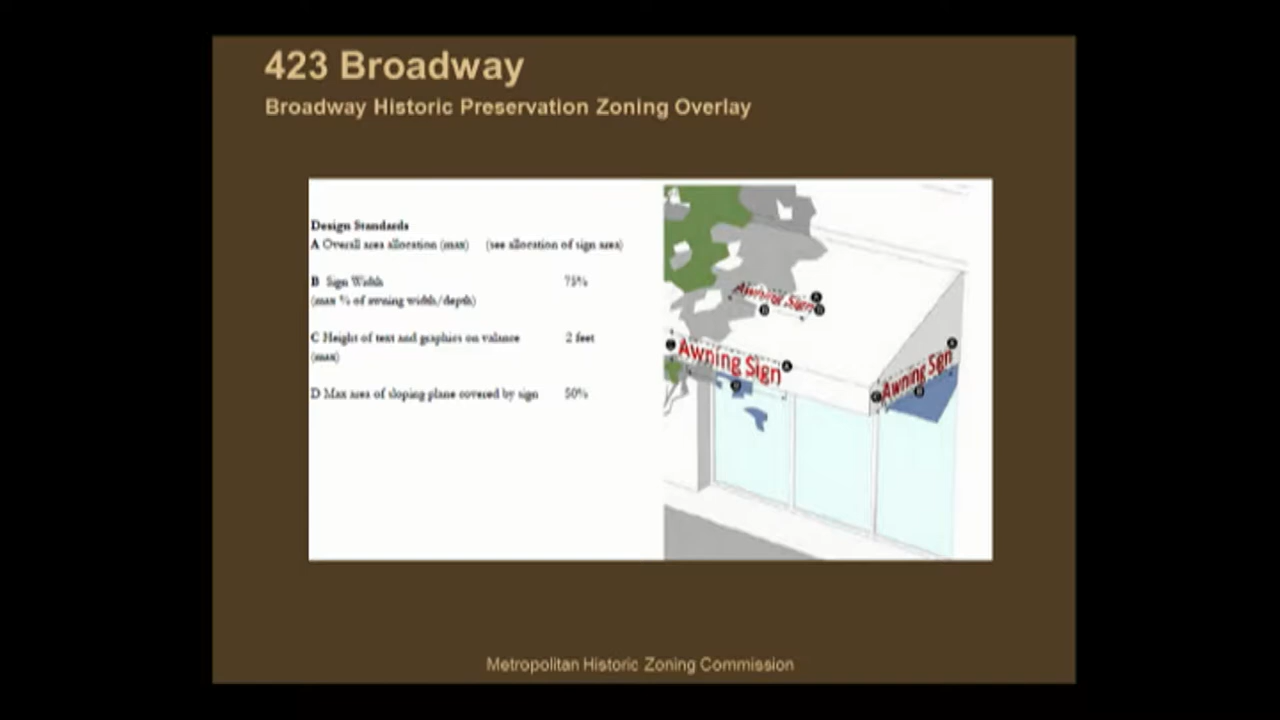 423 Broadway
Broadway Historic Preservation Zoning Overlay
Design Standards
A Overall area allocation (max) (see allocation of sign area)
B Sign Width 75%
(max % of awning width/depth)
C Height of text and graphics on valance 2 feet
(max)
D Max area of sloping plane covered by sign 50%
Awning Sign A
B D
C Awning Sign A
B
Awning Sign A
C B
Metropolitan Historic Zoning Commission